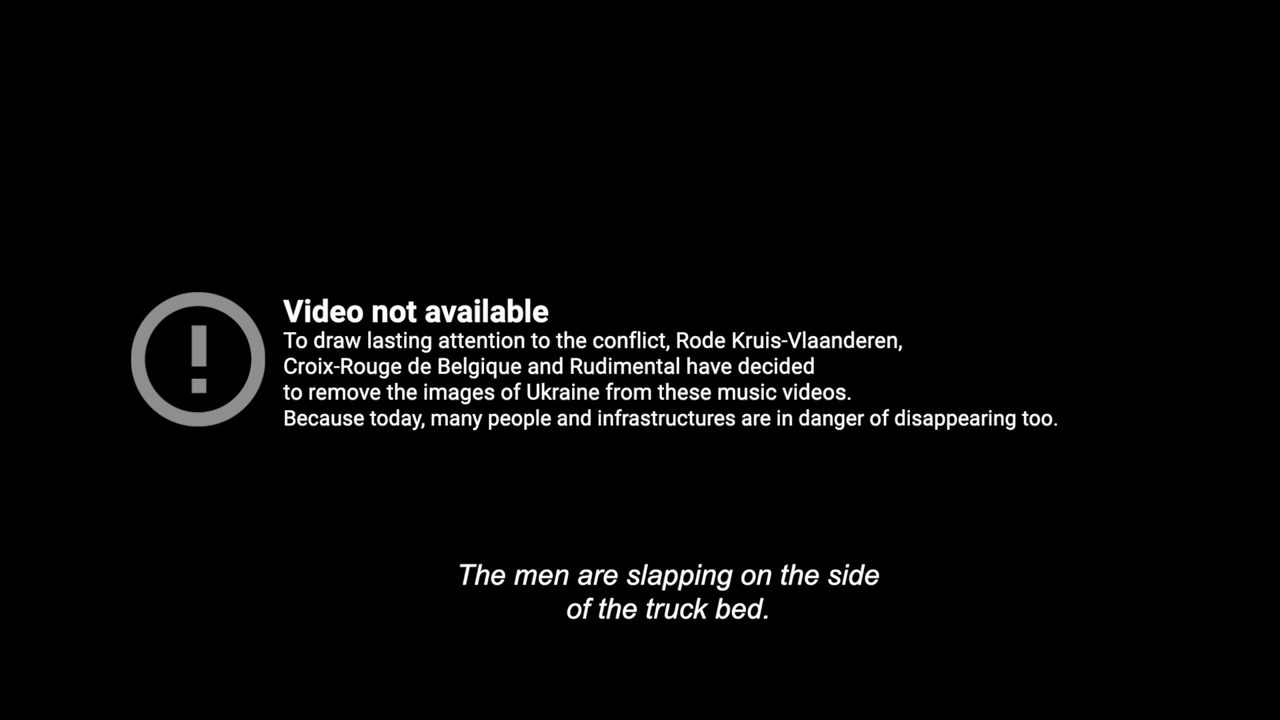 Video not available
To draw lasting attention to the conflict, Rode Kruis-Vlaanderen,
Croix-Rouge de Belgique and Rudimental have decided
to remove the images of Ukraine from these music videos.
Because today, many people and infrastructures are in danger of disappearing too.
The men are slapping on the side
of the truck bed.